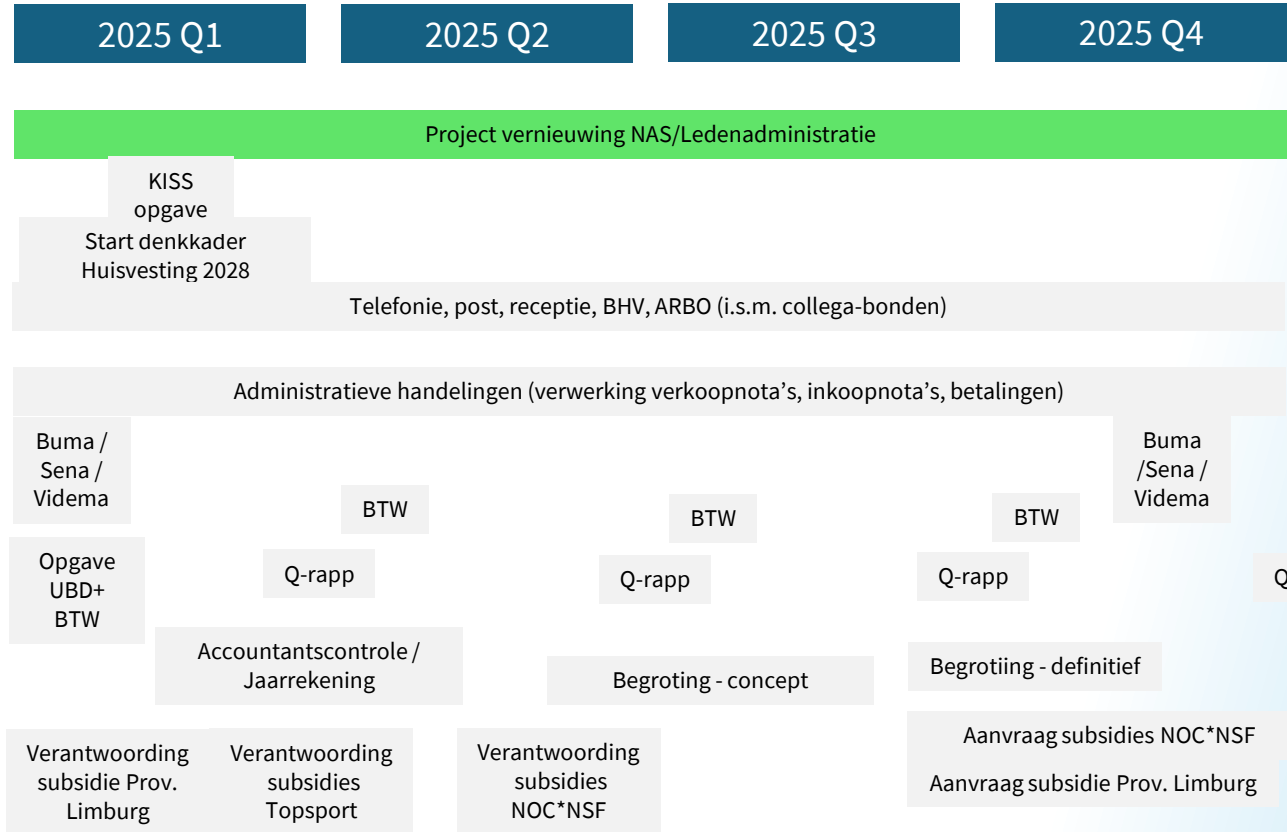 2025 Q1
2025 Q2
2025 Q3
2025 Q4
Project vernieuwing NAS/Ledenadministratie
KISS
opgave
Start denkkader
Huisvesting 2028
Telefonie, post, receptie, BHV, ARBO (i.s.m. collega-bonden)
Administratieve handelingen (verwerking verkoopnota’s, inkoopnota’s, betalingen)
Buma /
Sena /
Videma
Buma
/Sena /
Videma
BTW
BTW
BTW
Opgave
UBD+
BTW
Q-rapp
Q-rapp
Q-rapp
Q
Accountantscontrole /
Jaarrekening
Begroting - concept
Begrotiing - definitief
Verantwoording
subsidie Prov.
Limburg
Verantwoording
subsidies
Topsport
Verantwoording
subsidies
NOC*NSF
Aanvraag subsidies NOC*NSF
Aanvraag subsidie Prov. Limburg